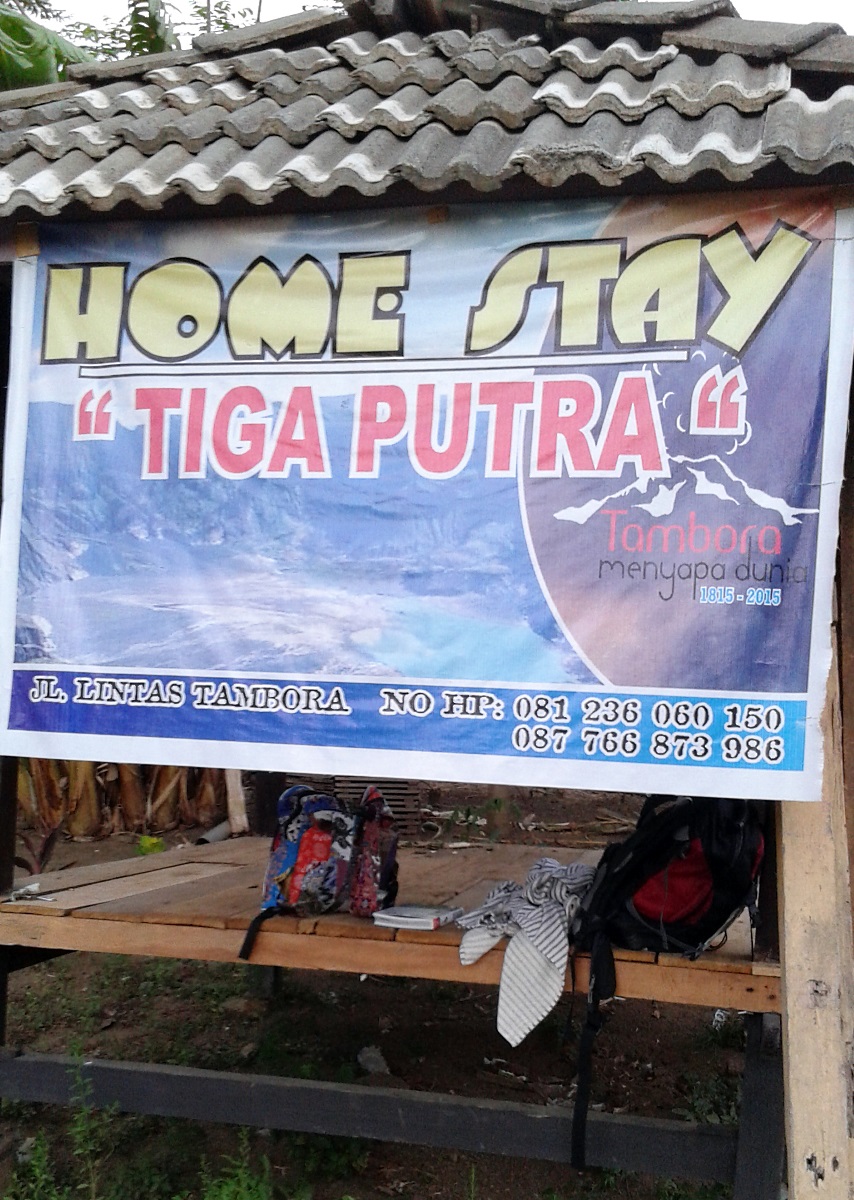 HOME STAY
“ TIGA PUTRA “
Tambora
menyapa dunia
1815 - 2015
JL. LINTAS TAMBORA NO HP: 081 236 060 150
087 766 873 986